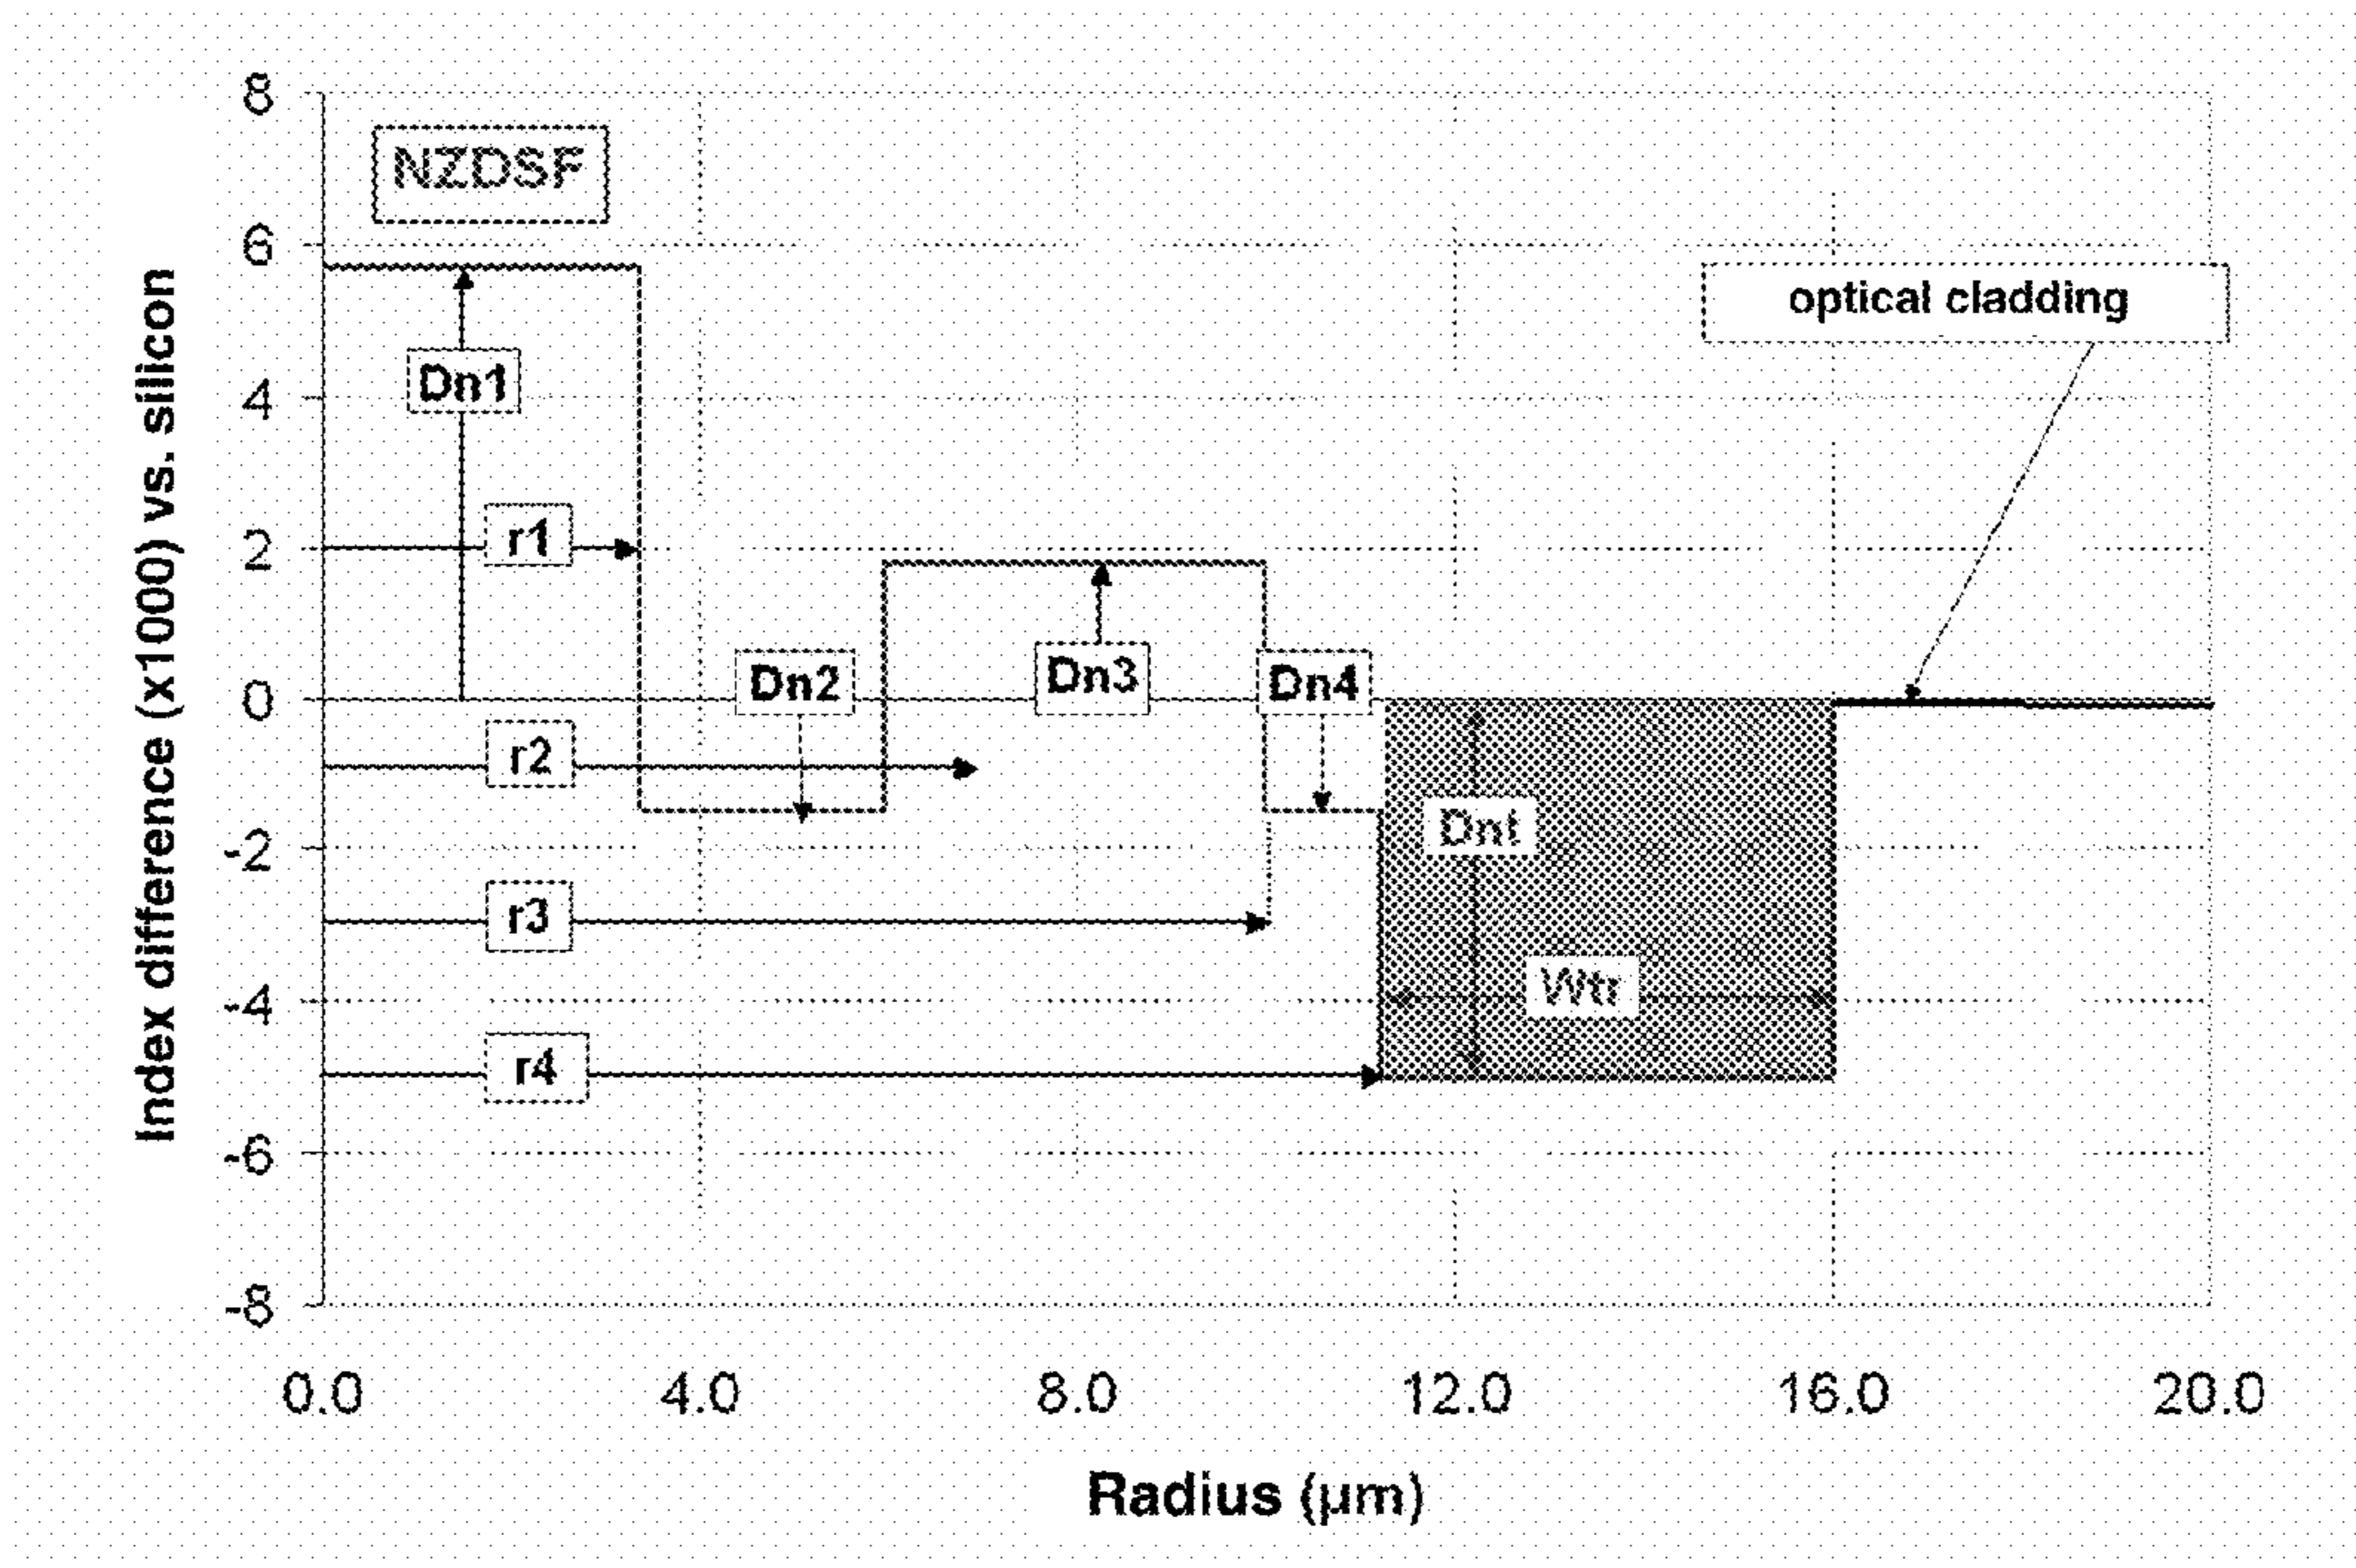 8
NZDSF
6
optical cladding
Dn1
4
r1
2
Dn2
Dn3
Dn4
0
r2
Dnt
-2
r3
Wtr
-4
r4
-6
-8
Index difference (x1000) vs. silicon
0.0 4.0 8.0 12.0 16.0 20.0
Radius (µm)